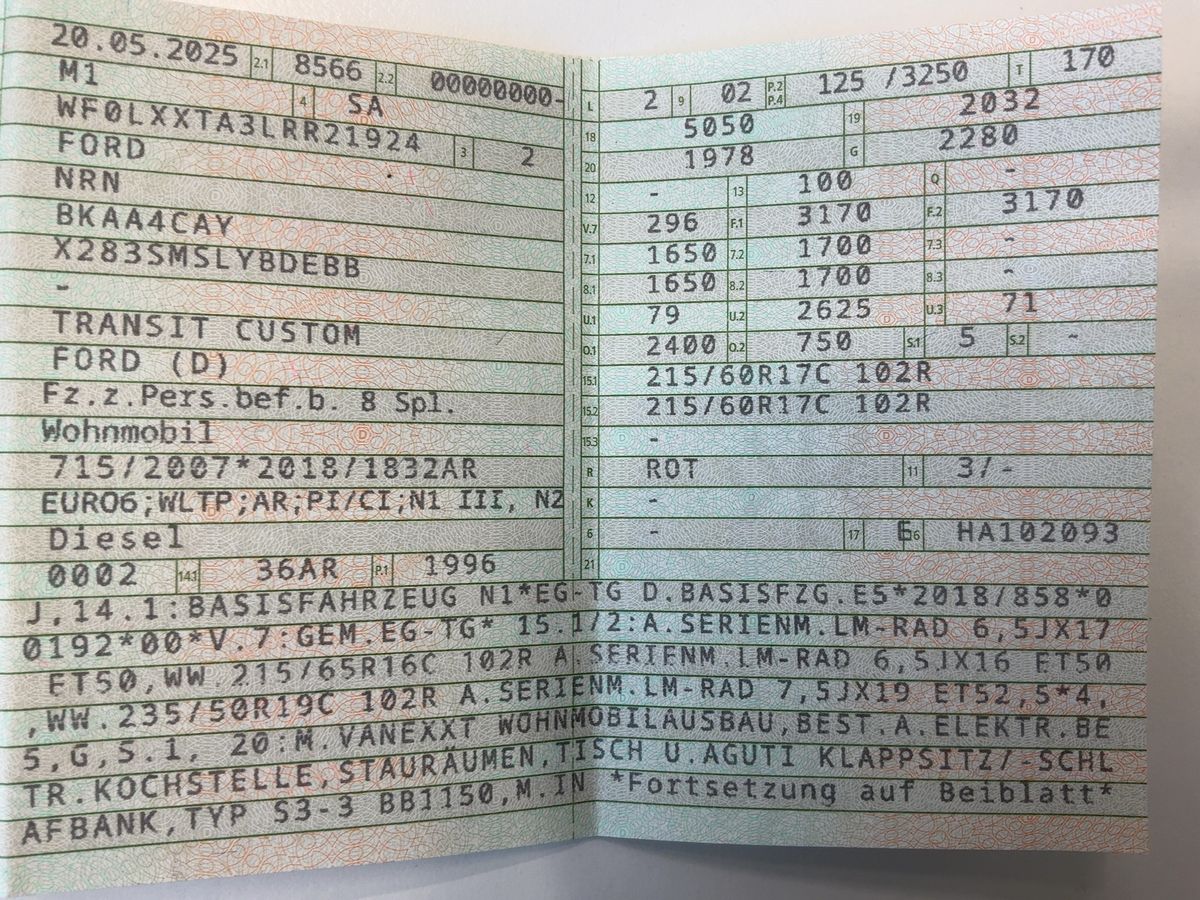 20.05.2025 2.1 8566 2.2 00000000-
M1 4 SA
WF0LXXTA3LRR21924 3 2
FORD
NRN
BKAA4CAY
X283SMSLYBDEBB
-
TRANSIT CUSTOM
FORD (D)
Fz.z.Pers.bef.b. 8 Spl.
Wohnmobil
715/2007*2018/1832AR
EURO6;WLTP;AR;PI/CI;N1 III, N2
Diesel
0002 14.1 36AR P.1 1996
L 2 9 02 P.2 P.4 125 /3250 T 170
18 5050 19 2032
20 1978 G 2280
12 - 13 100 Q -
V.7 296 F.1 3170 F.2 3170
7.1 1650 7.2 1700 7.3 -
8.1 1650 8.2 1700 8.3 -
U.1 79 U.2 2625 U.3 71
O.1 2400 O.2 750 S.1 5 S.2 -
15.1 215/60R17C 102R
15.2 215/60R17C 102R
15.3 -
R ROT 11 3/-
K -
6 - 17 E 16 HA102093
21
J,14.1:BASISFAHRZEUG N1*EG-TG D.BASISFZG.E5*2018/858*0
0192*00*V.7:GEM.EG-TG* 15.1/2:A.SERIENM.LM-RAD 6,5JX17
ET50,WW.215/65R16C 102R A.SERIENM.LM-RAD 6,5JX16 ET50
,WW.235/50R19C 102R A.SERIENM.LM-RAD 7,5JX19 ET52,5*4,
5,G,S.1, 20:M.VANEXXT WOHNMOBILAUSBAU,BEST.A.ELEKTR.BE
TR.KOCHSTELLE,STAURÄUMEN,TISCH U.AGUTI KLAPPSITZ/-SCHL
AFBANK,TYP S3-3 BB1150,M.IN *Fortsetzung auf Beiblatt*